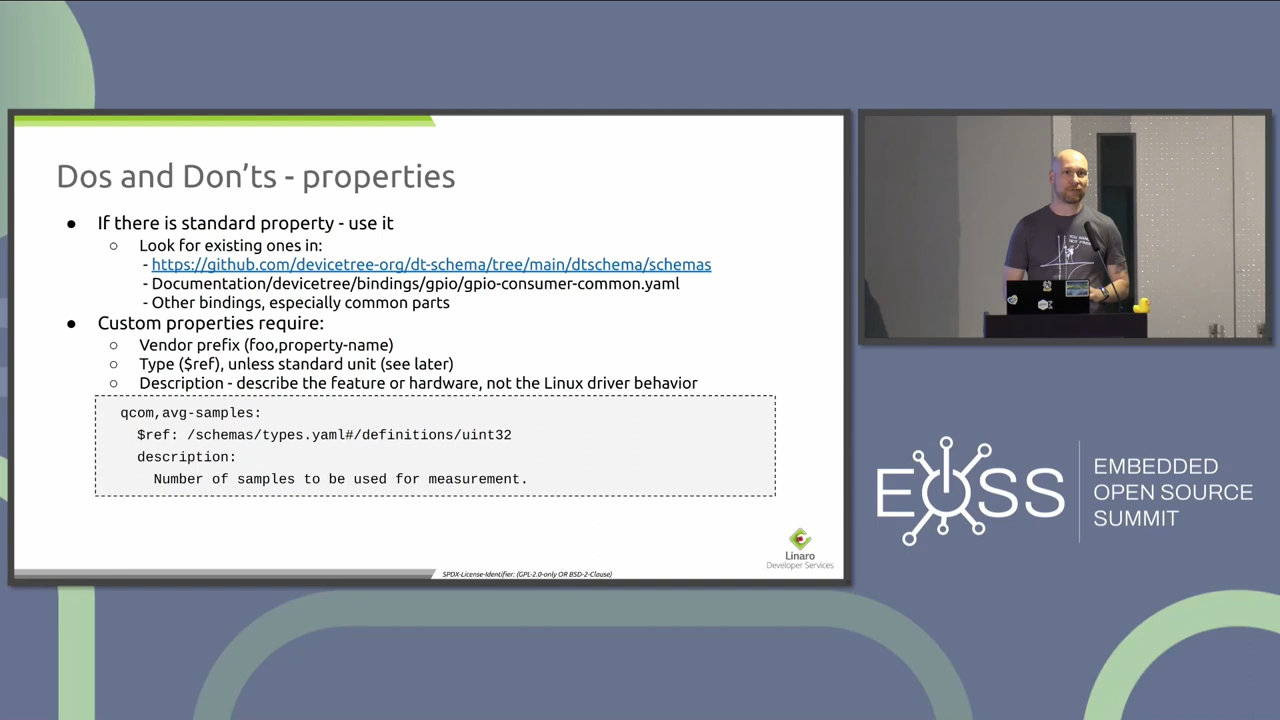 Dos and Don'ts - properties
● If there is standard property - use it
○ Look for existing ones in:
- https://github.com/devicetree-org/dt-schema/tree/main/dtschema/schemas
- Documentation/devicetree/bindings/gpio/gpio-consumer-common.yaml
- Other bindings, especially common parts
● Custom properties require:
○ Vendor prefix (foo,property-name)
○ Type ($ref), unless standard unit (see later)
○ Description - describe the feature or hardware, not the Linux driver behavior
qcom,avg-samples:
$ref: /schemas/types.yaml#/definitions/uint32
description:
Number of samples to be used for measurement.
Linaro
Developer Services
SPDX-License-Identifier: (GPL-2.0-only OR BSD-2-Clause)
EOSS
EMBEDDED
OPEN SOURCE
SUMMIT